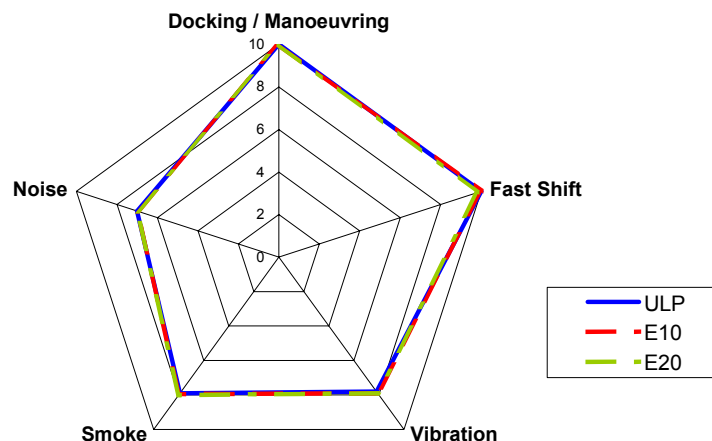 Docking / Manoeuvring
10
8
6
4
2
0
Noise
Fast Shift
Smoke
Vibration
ULP
E10
E20